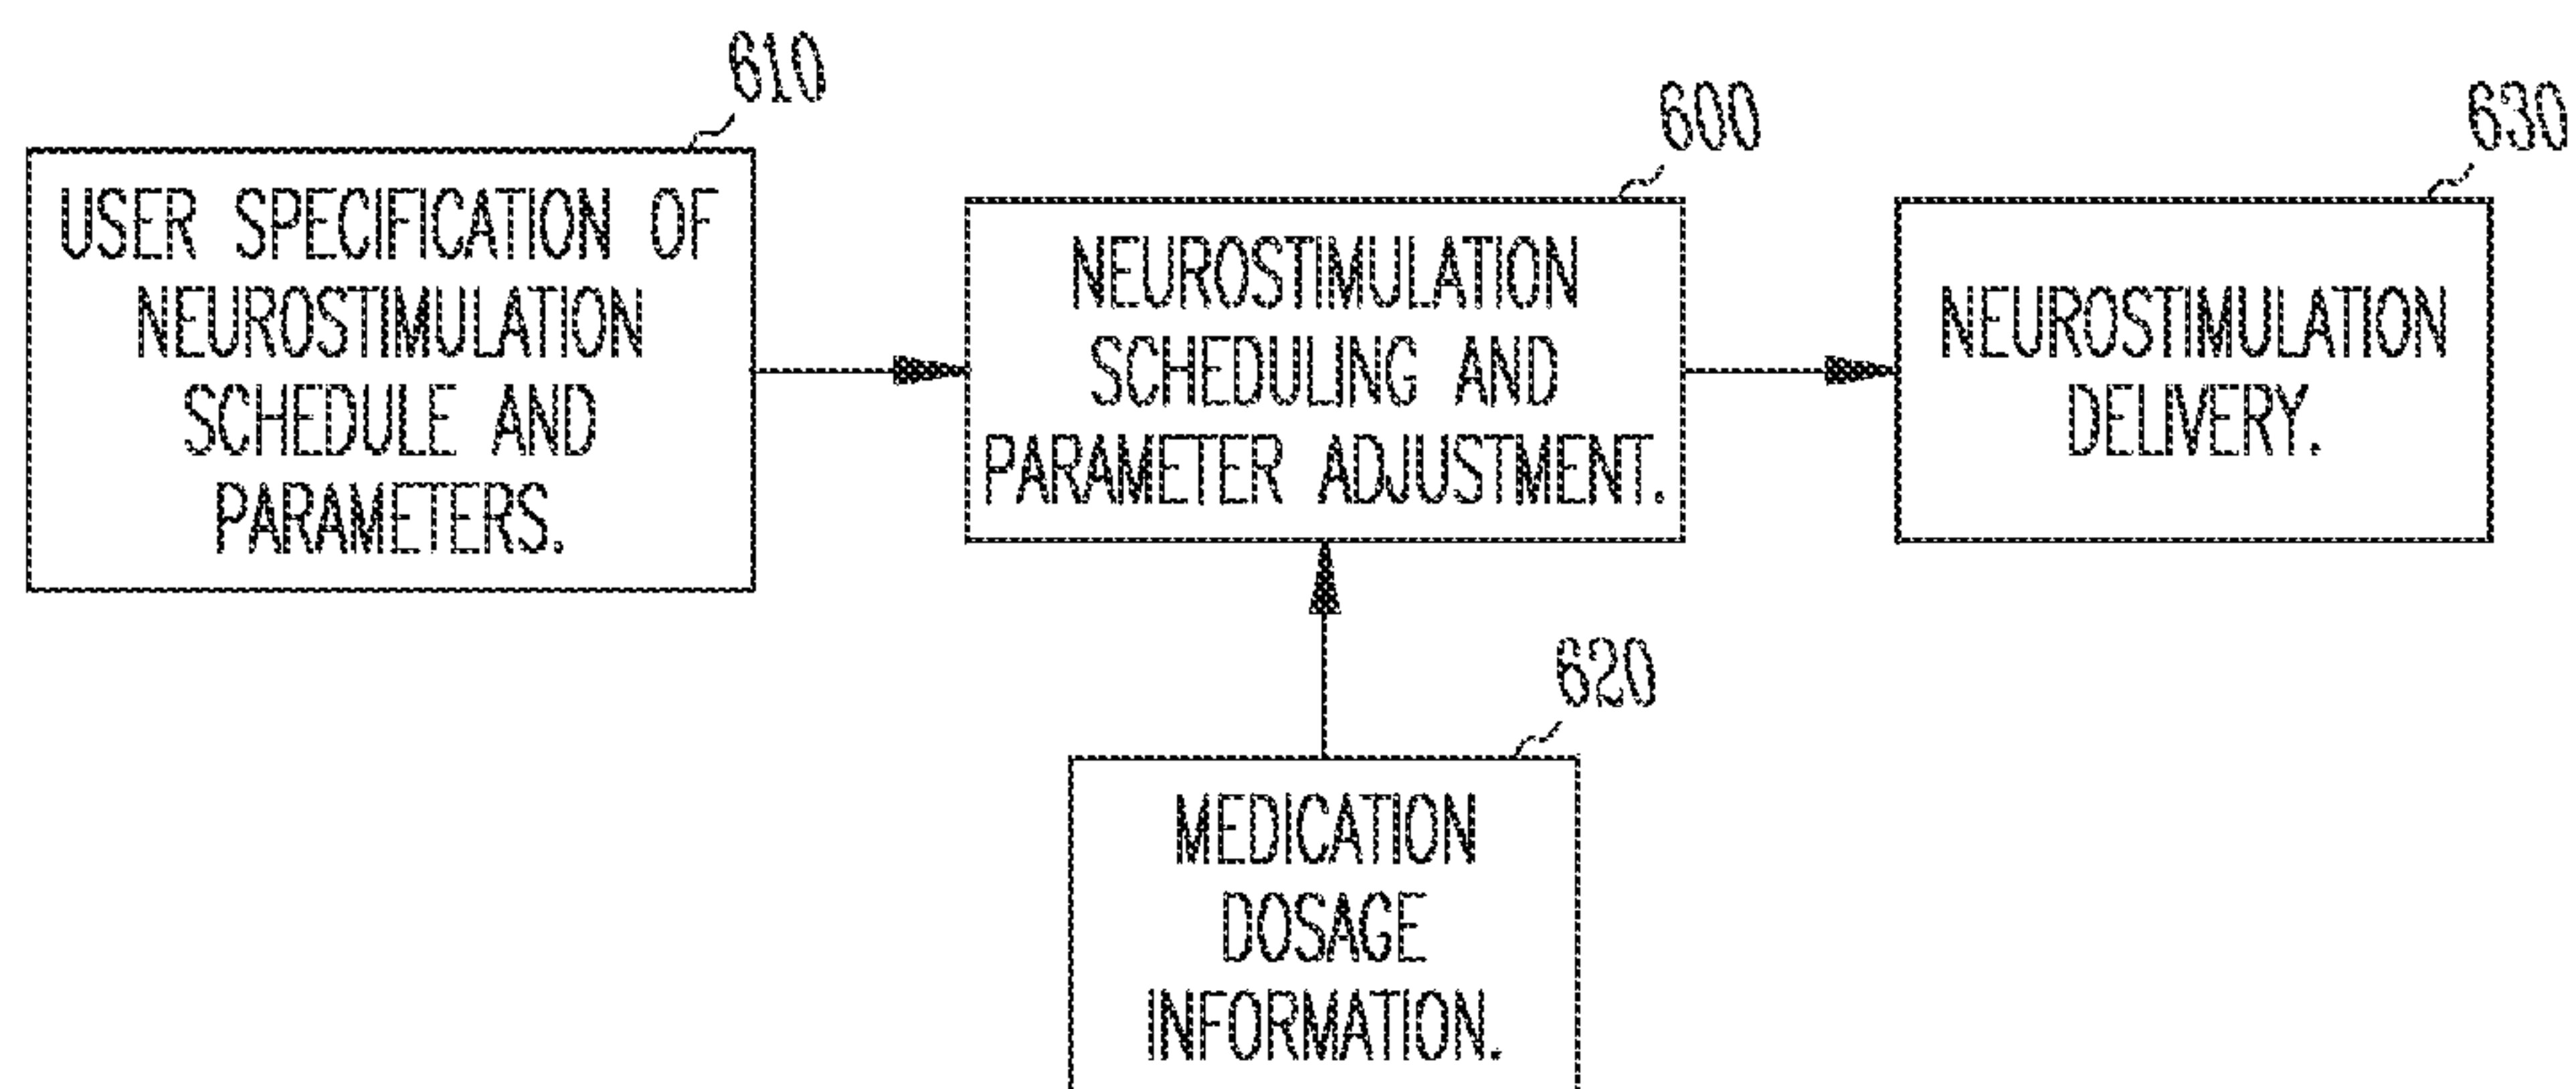 610
USER SPECIFICATION OF
NEUROSTIMULATION
SCHEDULE AND
PARAMETERS.
600
NEUROSTIMULATION
SCHEDULING AND
PARAMETER ADJUSTMENT.
630
NEUROSTIMULATION
DELIVERY.
620
MEDICATION
DOSAGE
INFORMATION.